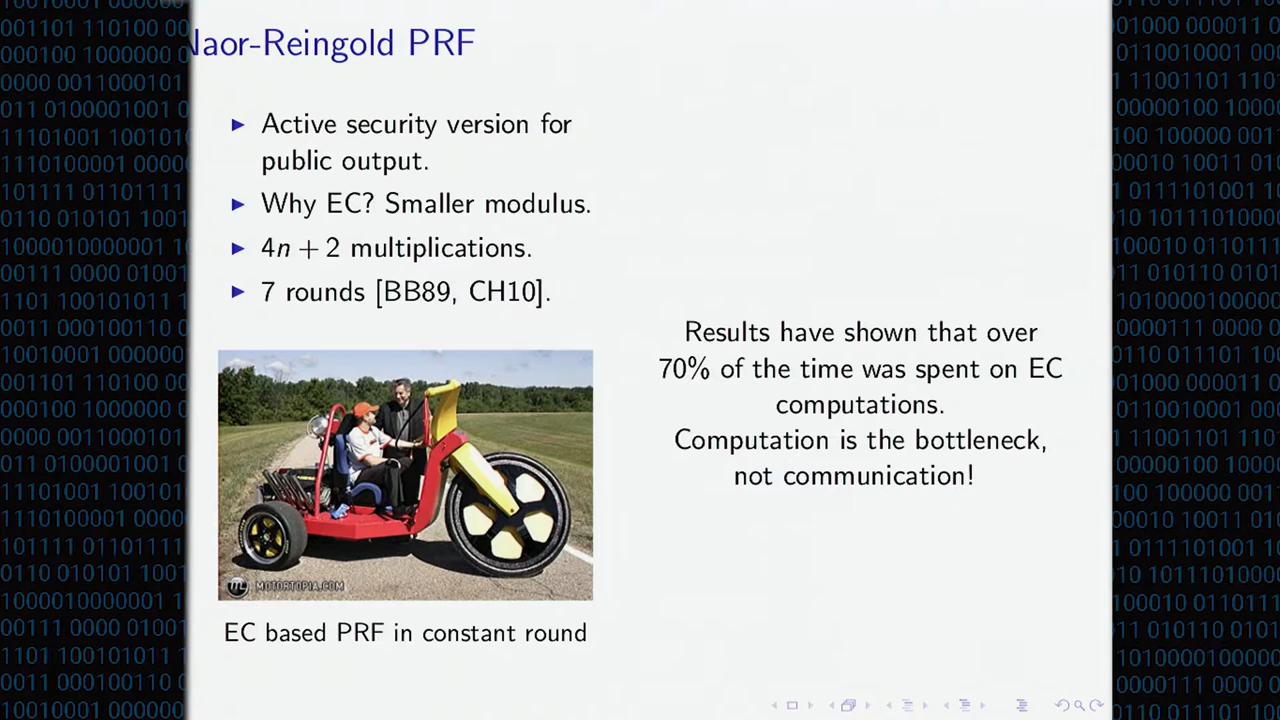 Naor-Reingold PRF
Active security version for
public output.
Why EC? Smaller modulus.
4n + 2 multiplications.
7 rounds [BB89, CH10].
MOTORTOPIA.COM
EC based PRF in constant round
Results have shown that over
70% of the time was spent on EC
computations.
Computation is the bottleneck,
not communication!